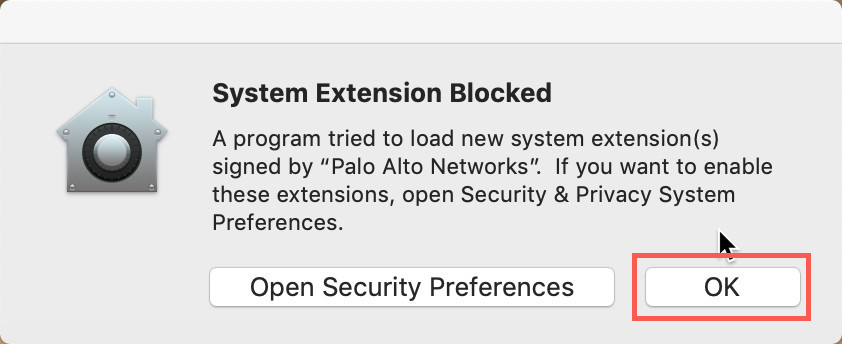 System Extension Blocked
A program tried to load new system extension(s)
signed by “Palo Alto Networks”.  If you want to enable
these extensions, open Security & Privacy System
Preferences.
Open Security Preferences
OK